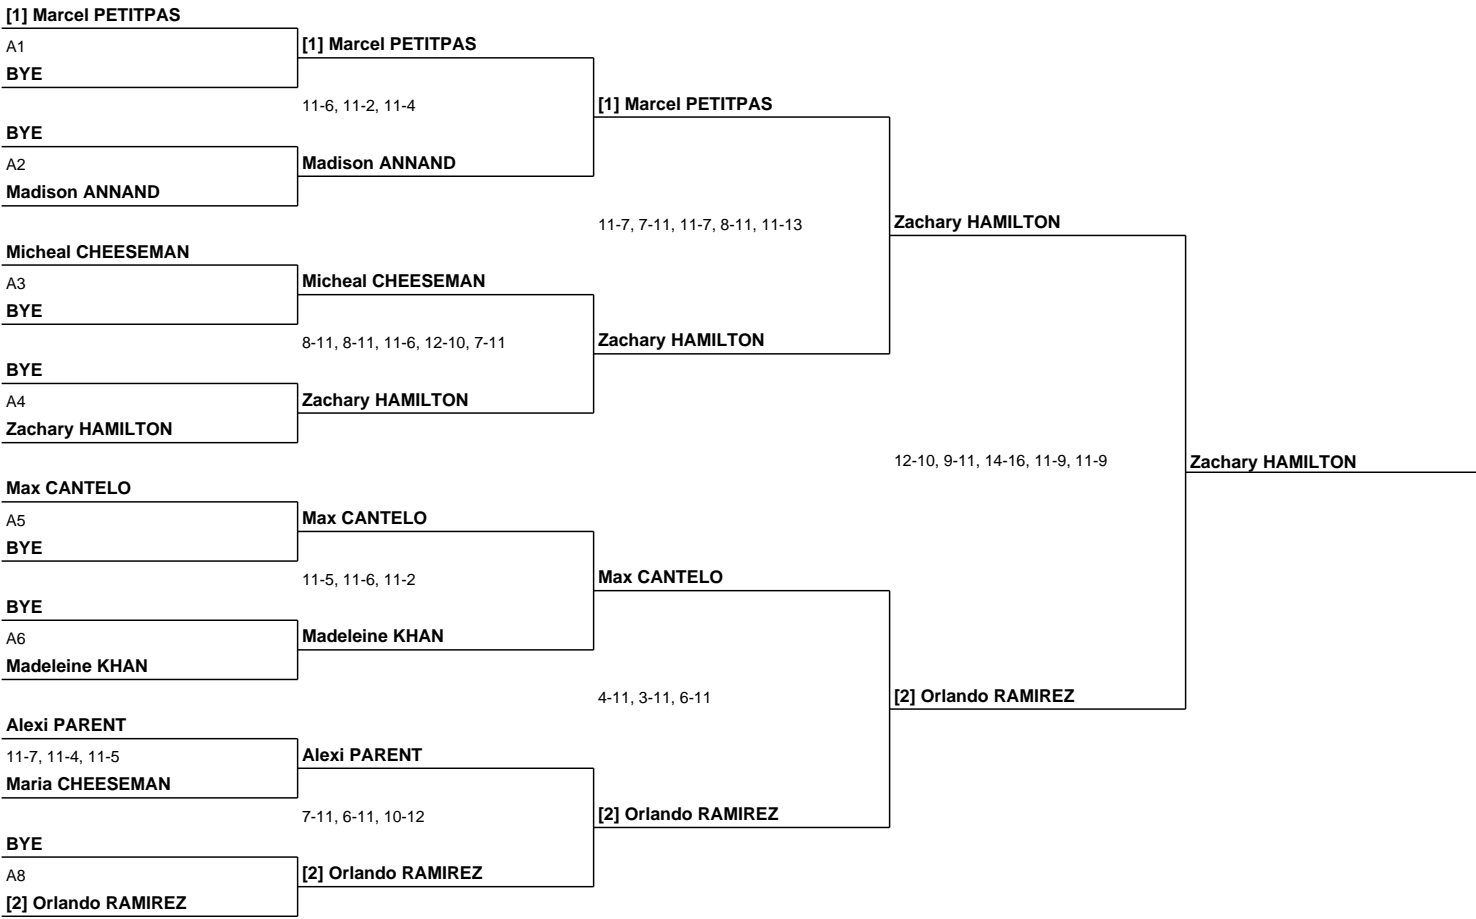 [1] Marcel PETITPAS
A1
BYE
BYE
A2
Madison ANNAND
Micheal CHEESEMAN
A3
BYE
BYE
A4
Zachary HAMILTON
Max CANTELO
A5
BYE
BYE
A6
Madeleine KHAN
Alexi PARENT
11-7, 11-4, 11-5
Maria CHEESEMAN
BYE
A8
[2] Orlando RAMIREZ
[1] Marcel PETITPAS
11-6, 11-2, 11-4
Madison ANNAND
Micheal CHEESEMAN
8-11, 8-11, 11-6, 12-10, 7-11
Zachary HAMILTON
Max CANTELO
11-5, 11-6, 11-2
Madeleine KHAN
Alexi PARENT
7-11, 6-11, 10-12
[2] Orlando RAMIREZ
[1] Marcel PETITPAS
11-7, 7-11, 11-7, 8-11, 11-13
Zachary HAMILTON
Max CANTELO
4-11, 3-11, 6-11
[2] Orlando RAMIREZ
Zachary HAMILTON
12-10, 9-11, 14-16, 11-9, 11-9
[2] Orlando RAMIREZ
Zachary HAMILTON